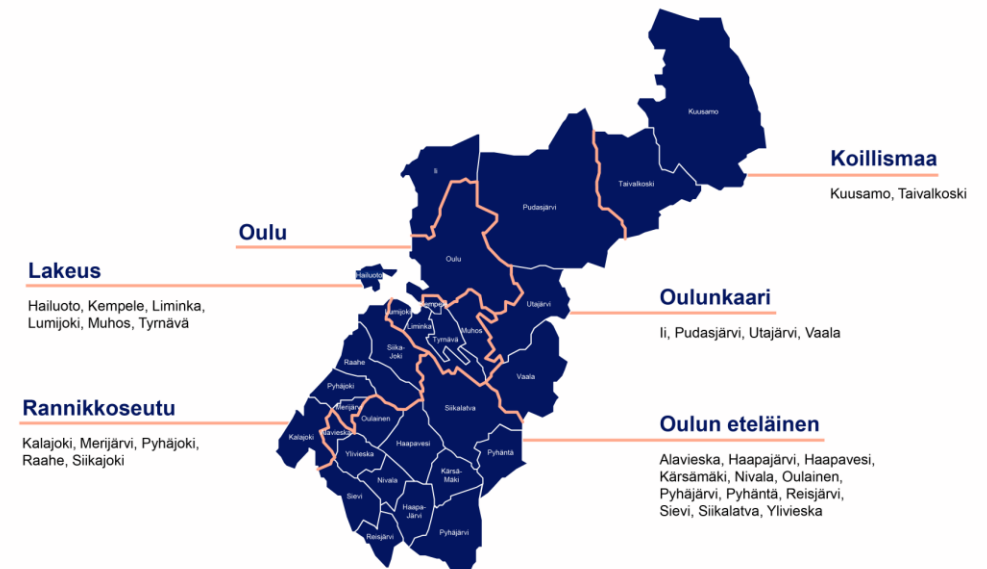 Koillismaa
Kuusamo, Taivalkoski
Oulu
Lakeus
Hailuoto, Kempele, Liminka,
Lumijoki, Muhos, Tyrnävä
Oulunkaari
Ii, Pudasjärvi, Utajärvi, Vaala
Rannikkoseutu
Kalajoki, Merijärvi, Pyhäjoki,
Raahe, Siikajoki
Oulun eteläinen
Alavieska, Haapajärvi, Haapavesi,
Kärsämäki, Nivala, Oulainen,
Pyhäjärvi, Pyhäntä, Reisjärvi,
Sievi, Siikalatva, Ylivieska
Kuusamo
Ii
Taivalkoski
Pudasjärvi
Oulu
Hailuoto
Utajärvi
Kempele
Lumijoki
Liminka
Muhos
Tyrnävä
Siika-
Joki
Raahe
Vaala
Pyhäjoki
Merijärvi
Siikalatva
Oulainen
Kalajoki
Alavieska
Haapavesi
Ylivieska
Pyhäntä
Kärsä-
Mäki
Nivala
Sievi
Haapa-
Järvi
Reisjärvi
Pyhäjärvi